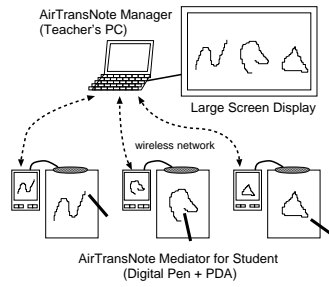 AirTransNote Manager
(Teacher's PC)
Large Screen Display
wireless network
AirTransNote Mediator for Student
(Digital Pen + PDA)